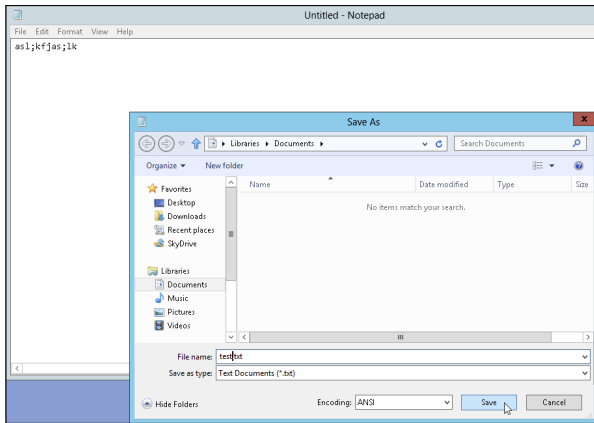 Untitled - Notepad
File Edit Format View Help
asl;kfjas;lk
Save As
x
Libraries Documents
Search Documents
Organize New folder
Favorites
Desktop
Downloads
Recent places
SkyDrive
Libraries
Documents
Music
Pictures
Videos
Name Date modified Type Size
No items match your search.
File name: test.txt
Save as type: Text Documents (*.txt)
Hide Folders Encoding: ANSI Save Cancel